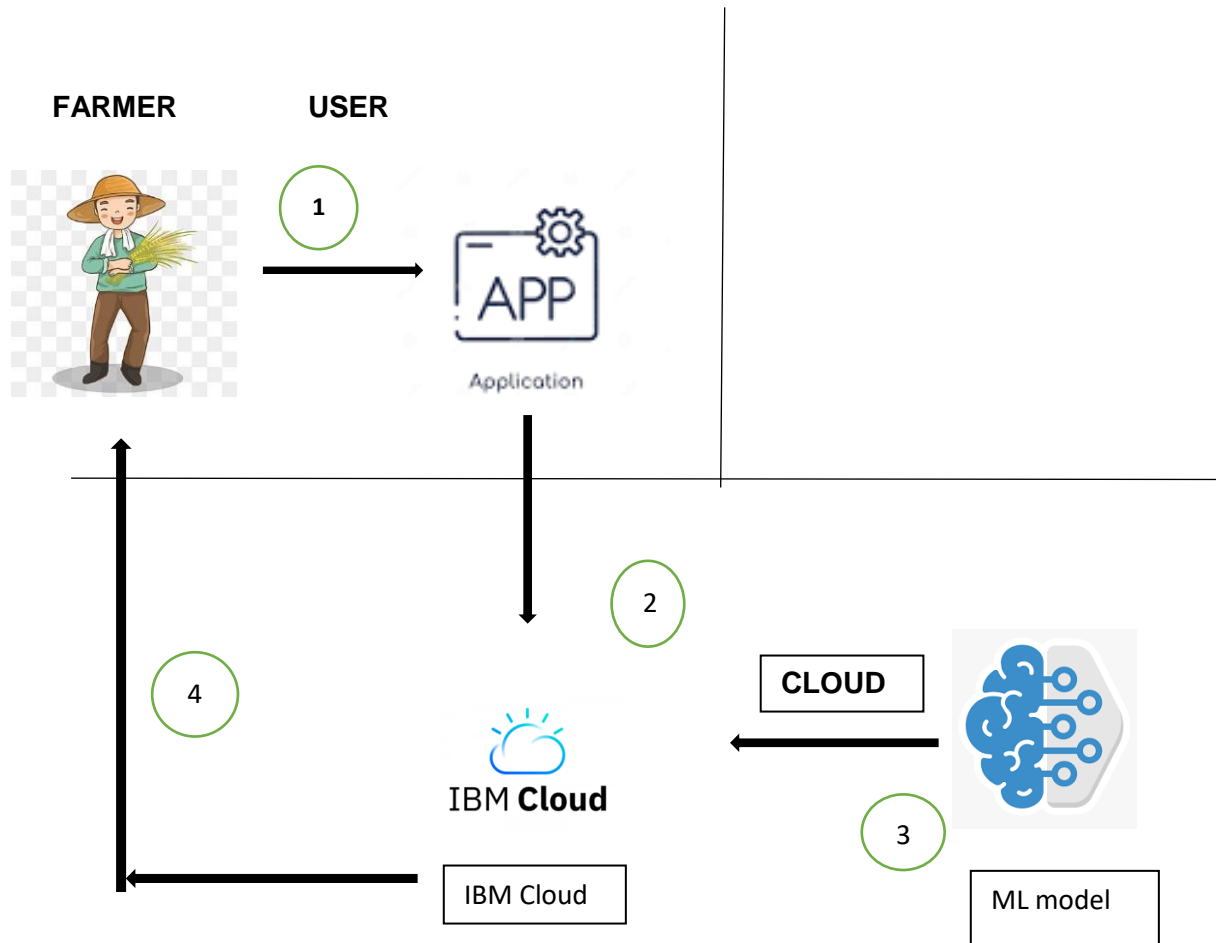 FARMER
USER
1
APP
Application
2
CLOUD
4
IBM Cloud
3
IBM Cloud
ML model